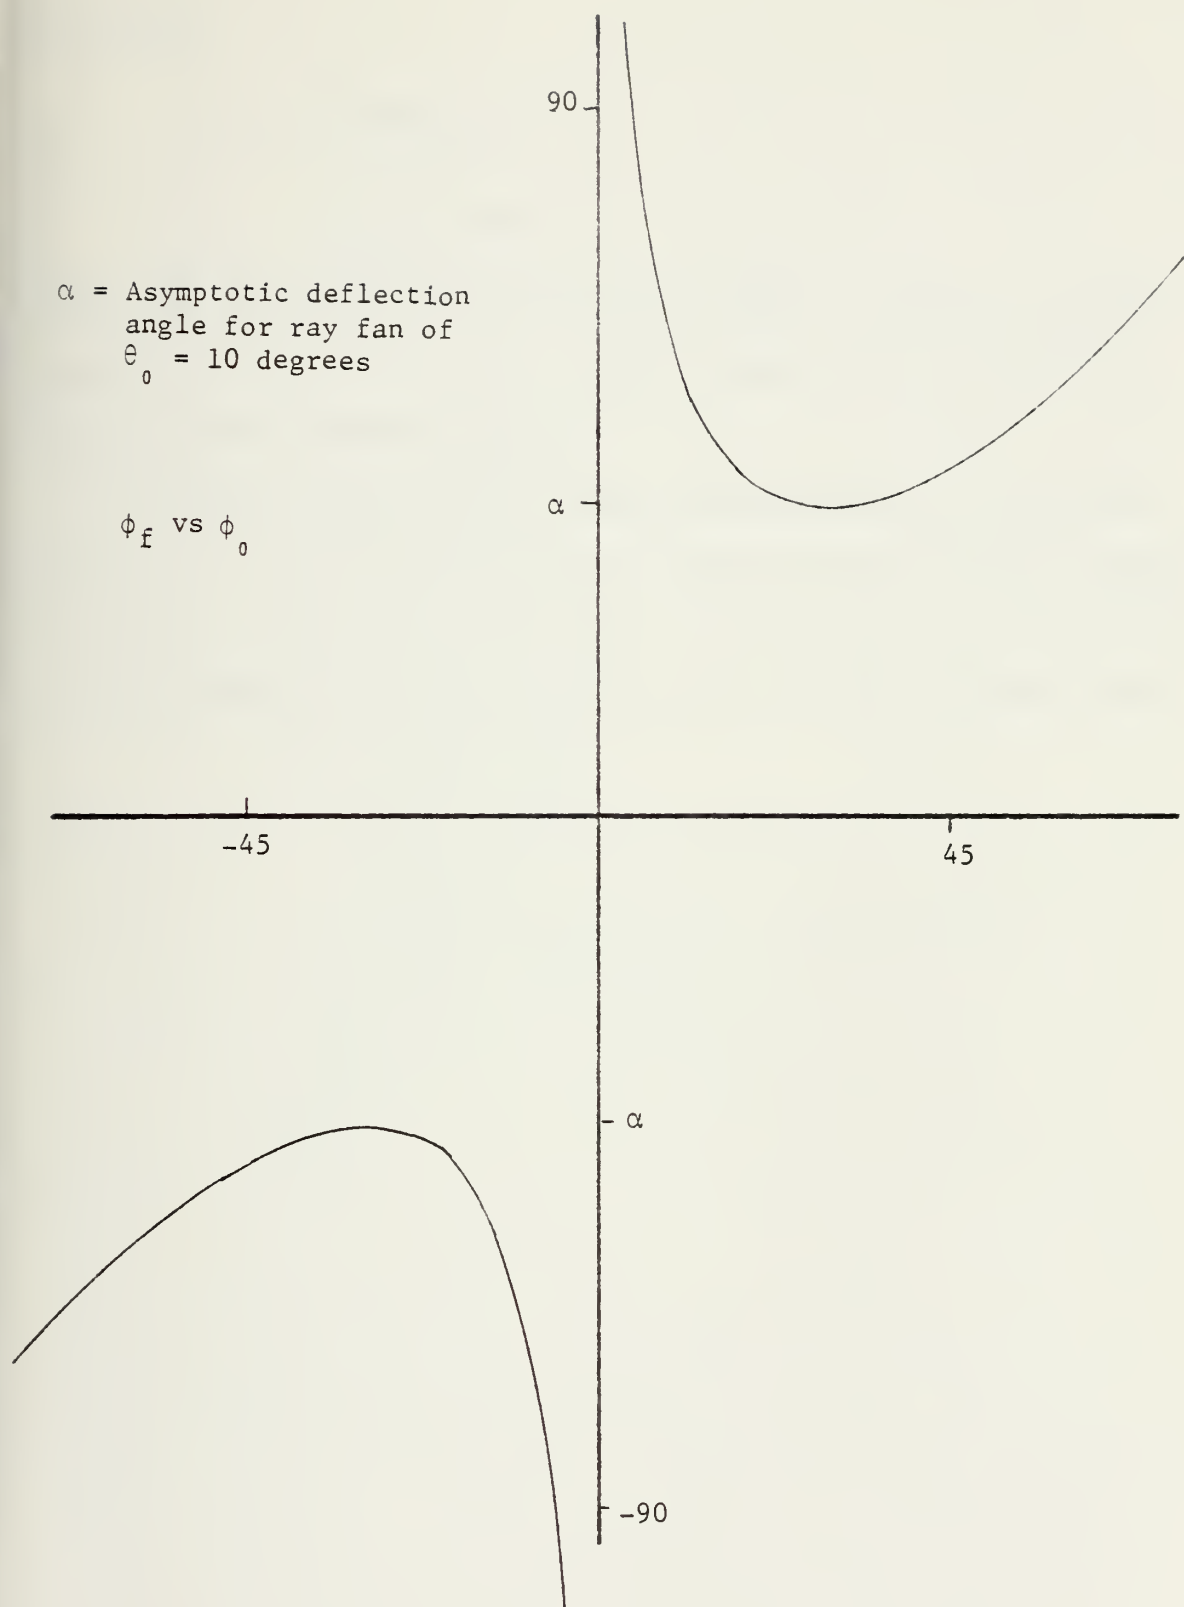 90
α = Asymptotic deflection
angle for ray fan of
θ₀ = 10 degrees
α
ϕf vs ϕ₀
-45
45
α
-90